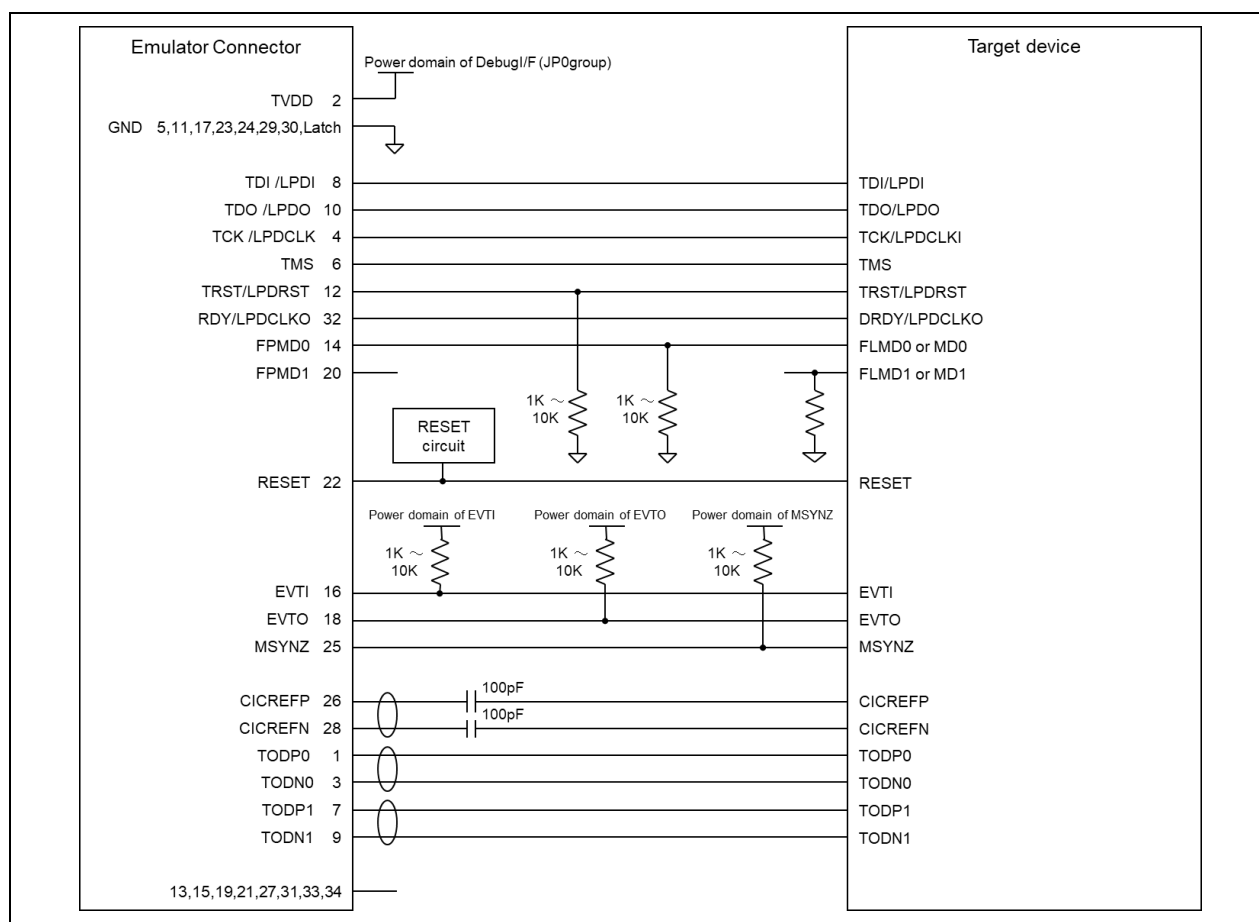 Emulator Connector
Target device
Power domain of DebugI/F (JP0group)
TVDD 2
GND 5,11,17,23,24,29,30,Latch
TDI /LPDI 8 TDI/LPDI
TDO /LPDO 10 TDO/LPDO
TCK /LPDCLK 4 TCK/LPDCLKI
TMS 6 TMS
TRST/LPDRST 12 TRST/LPDRST
RDY/LPDCLKO 32 DRDY/LPDCLKO
FPMD0 14 FLMD0 or MD0
FPMD1 20 FLMD1 or MD1
1K ～ 1K ～
10K 10K
RESET
circuit
RESET 22 RESET
Power domain of EVTI Power domain of EVTO Power domain of MSYNZ
1K ～ 1K ～ 1K ～
10K 10K 10K
EVTI 16 EVTI
EVTO 18 EVTO
MSYNZ 25 MSYNZ
100pF
CICREFP 26 CICREFP
100pF
CICREFN 28 CICREFN
TODP0 1 TODP0
TODN0 3 TODN0
TODP1 7 TODP1
TODN1 9 TODN1
13,15,19,21,27,31,33,34